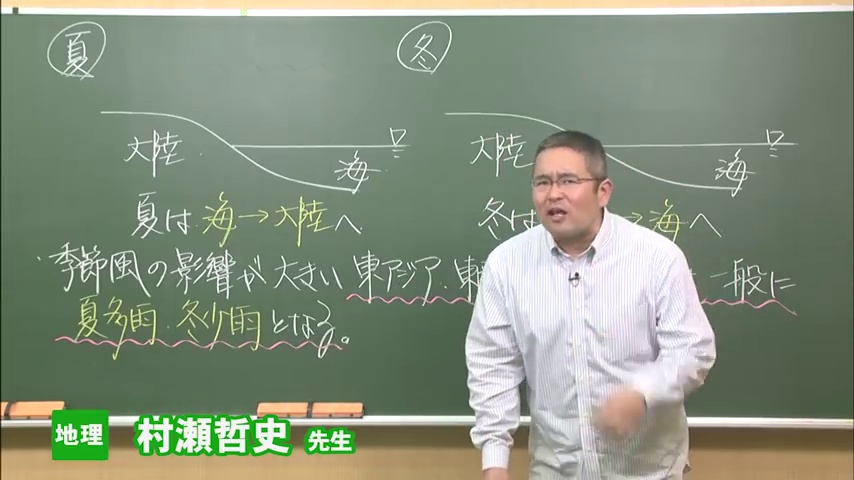 夏
冬
大陸
海
大陸
海
夏は 海→大陸へ
冬は →海へ
・季節風の影響が大きい 東アジア・東 は 一般に
夏多雨・冬少雨となる。
地理 村瀬哲史 先生